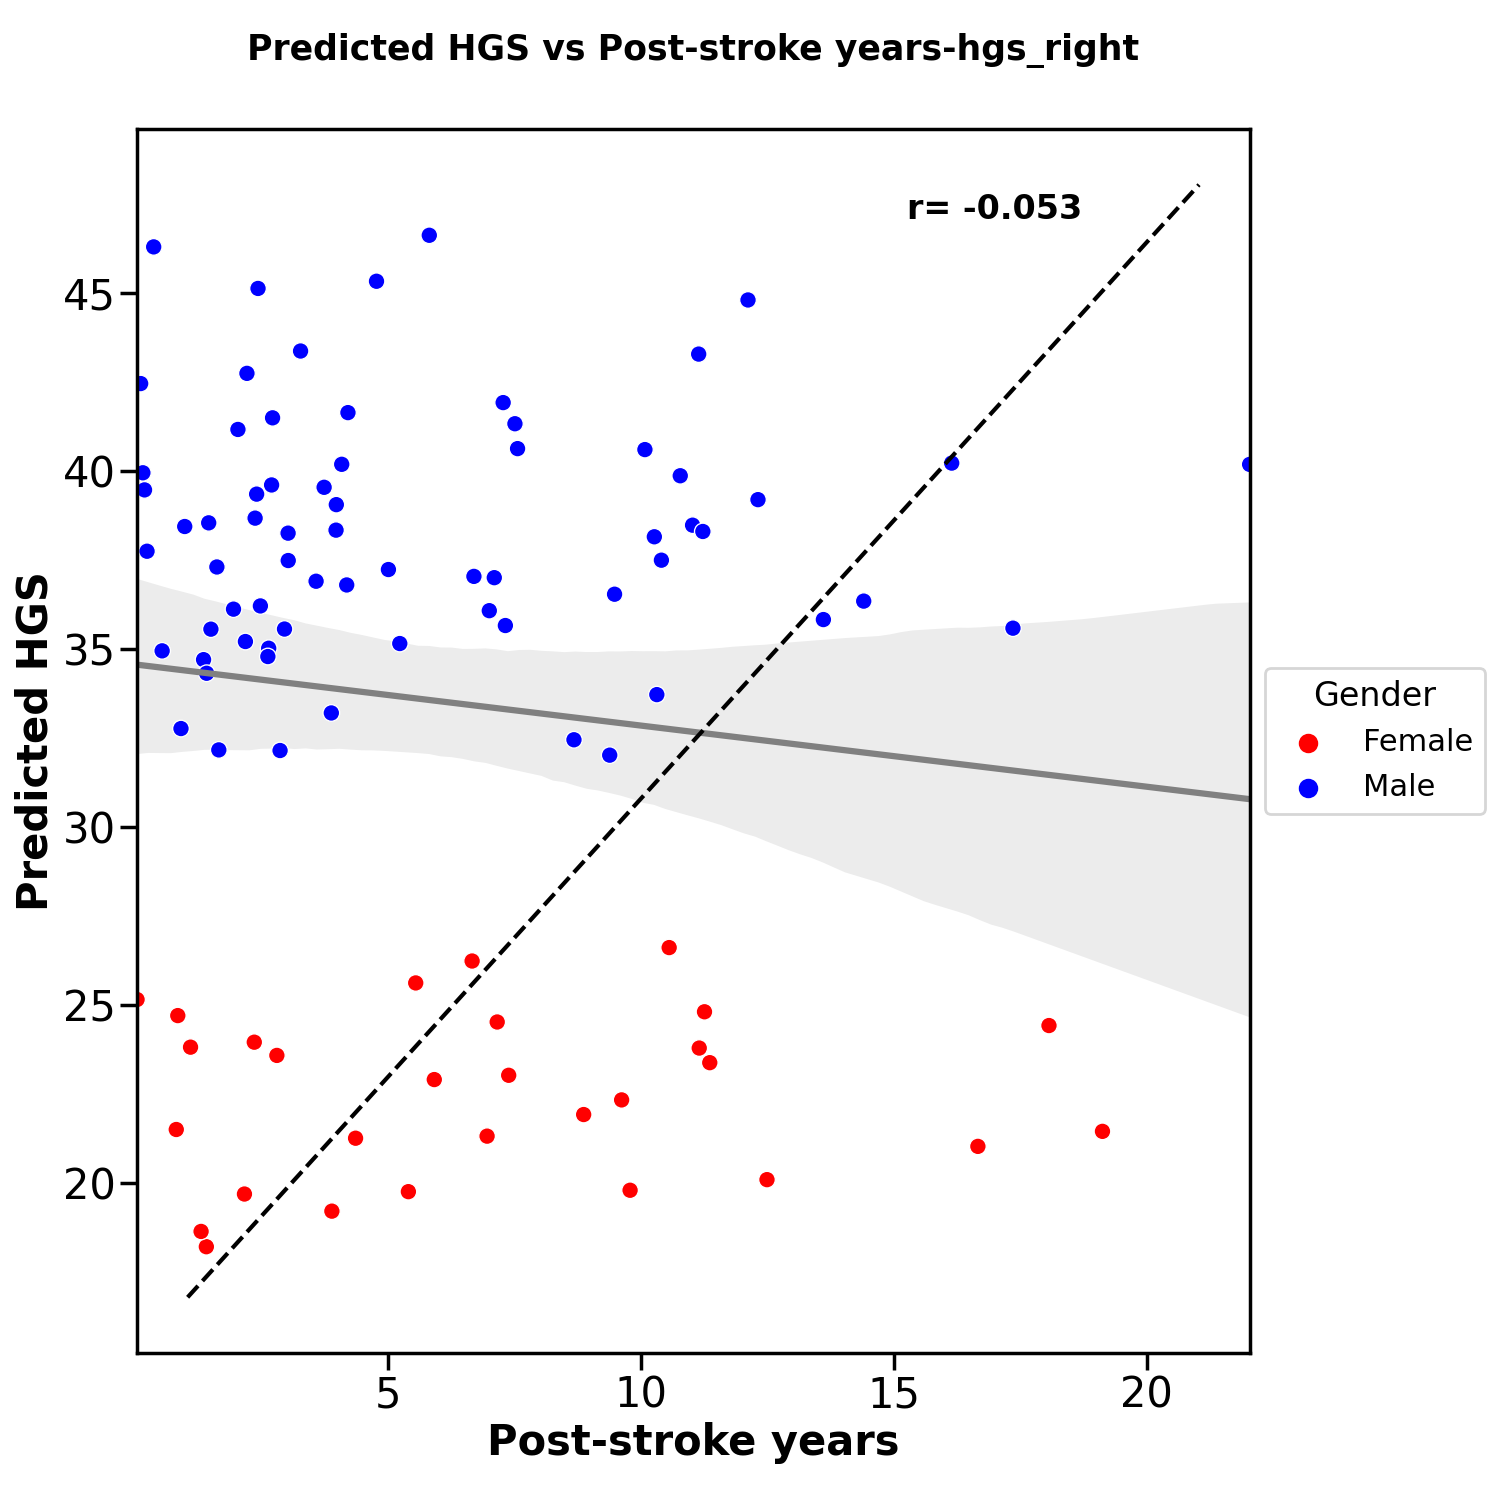 Predicted HGS vs Post-stroke years-hgs_right
r= -0.053
45
40
35
30
25
20
Predicted HGS
5 10 15 20
Post-stroke years
Gender
Female
Male